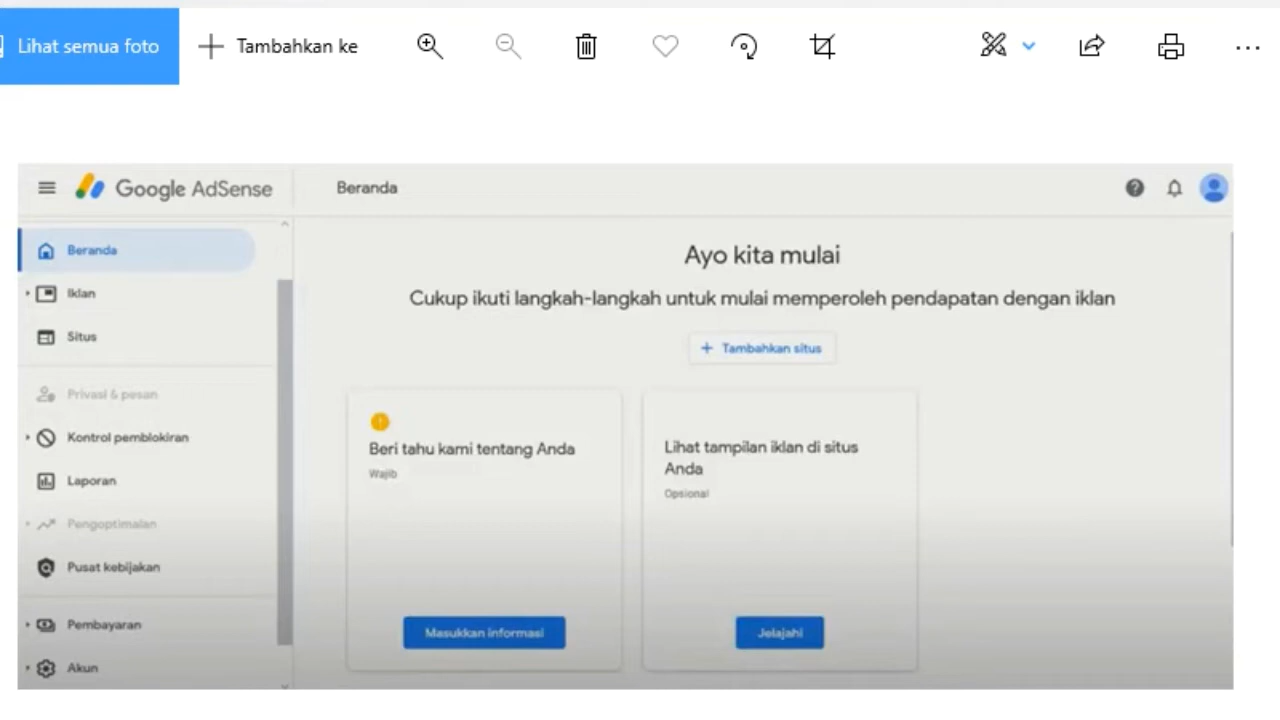 Lihat semua foto
Tambahkan ke
Google AdSense
Beranda
Beranda
Iklan
Situs
Privasi & pesan
Kontrol pemblokiran
Laporan
Pengoptimalan
Pusat kebijakan
Pembayaran
Akun
Ayo kita mulai
Cukup ikuti langkah-langkah untuk mulai memperoleh pendapatan dengan iklan
+ Tambahkan situs
Beri tahu kami tentang Anda
Wajib
Masukkan informasi
Lihat tampilan iklan di situs
Anda
Opsional
Jelajahi